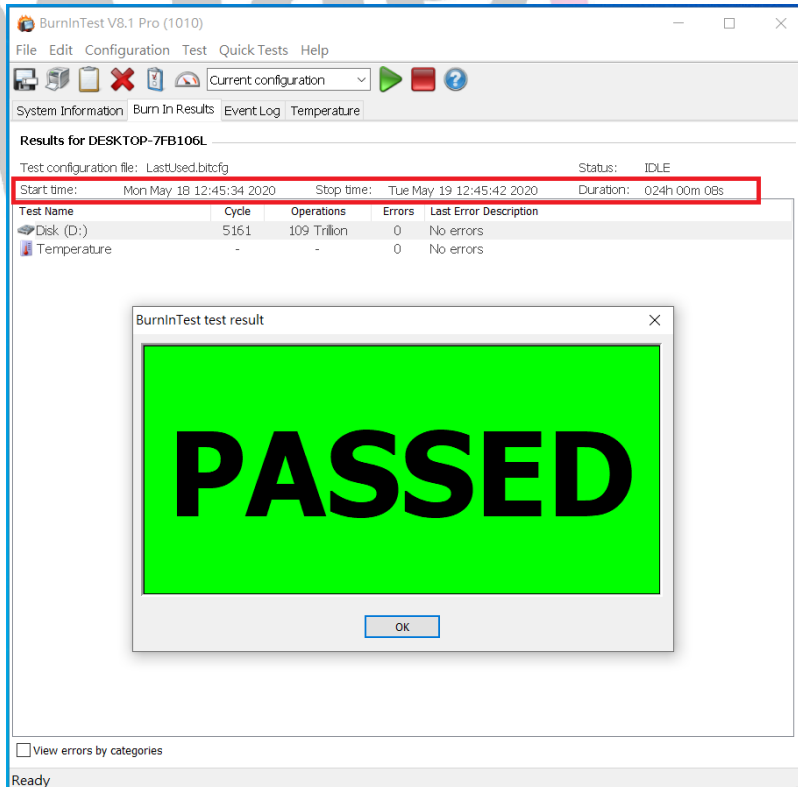 BurnInTest V8.1 Pro (1010)
File Edit Configuration Test Quick Tests Help
Current configuration
System Information Burn In Results Event Log Temperature
Results for DESKTOP-7FB106L
Test configuration file: LastUsed.bitcfg Status: IDLE
Start time: Mon May 18 12:45:34 2020 Stop time: Tue May 19 12:45:42 2020 Duration: 024h 00m 08s
Test Name Cycle Operations Errors Last Error Description
Disk (D:) 5161 109 Trillion 0 No errors
Temperature - - 0 No errors
BurnInTest test result
PASSED
OK
View errors by categories
Ready